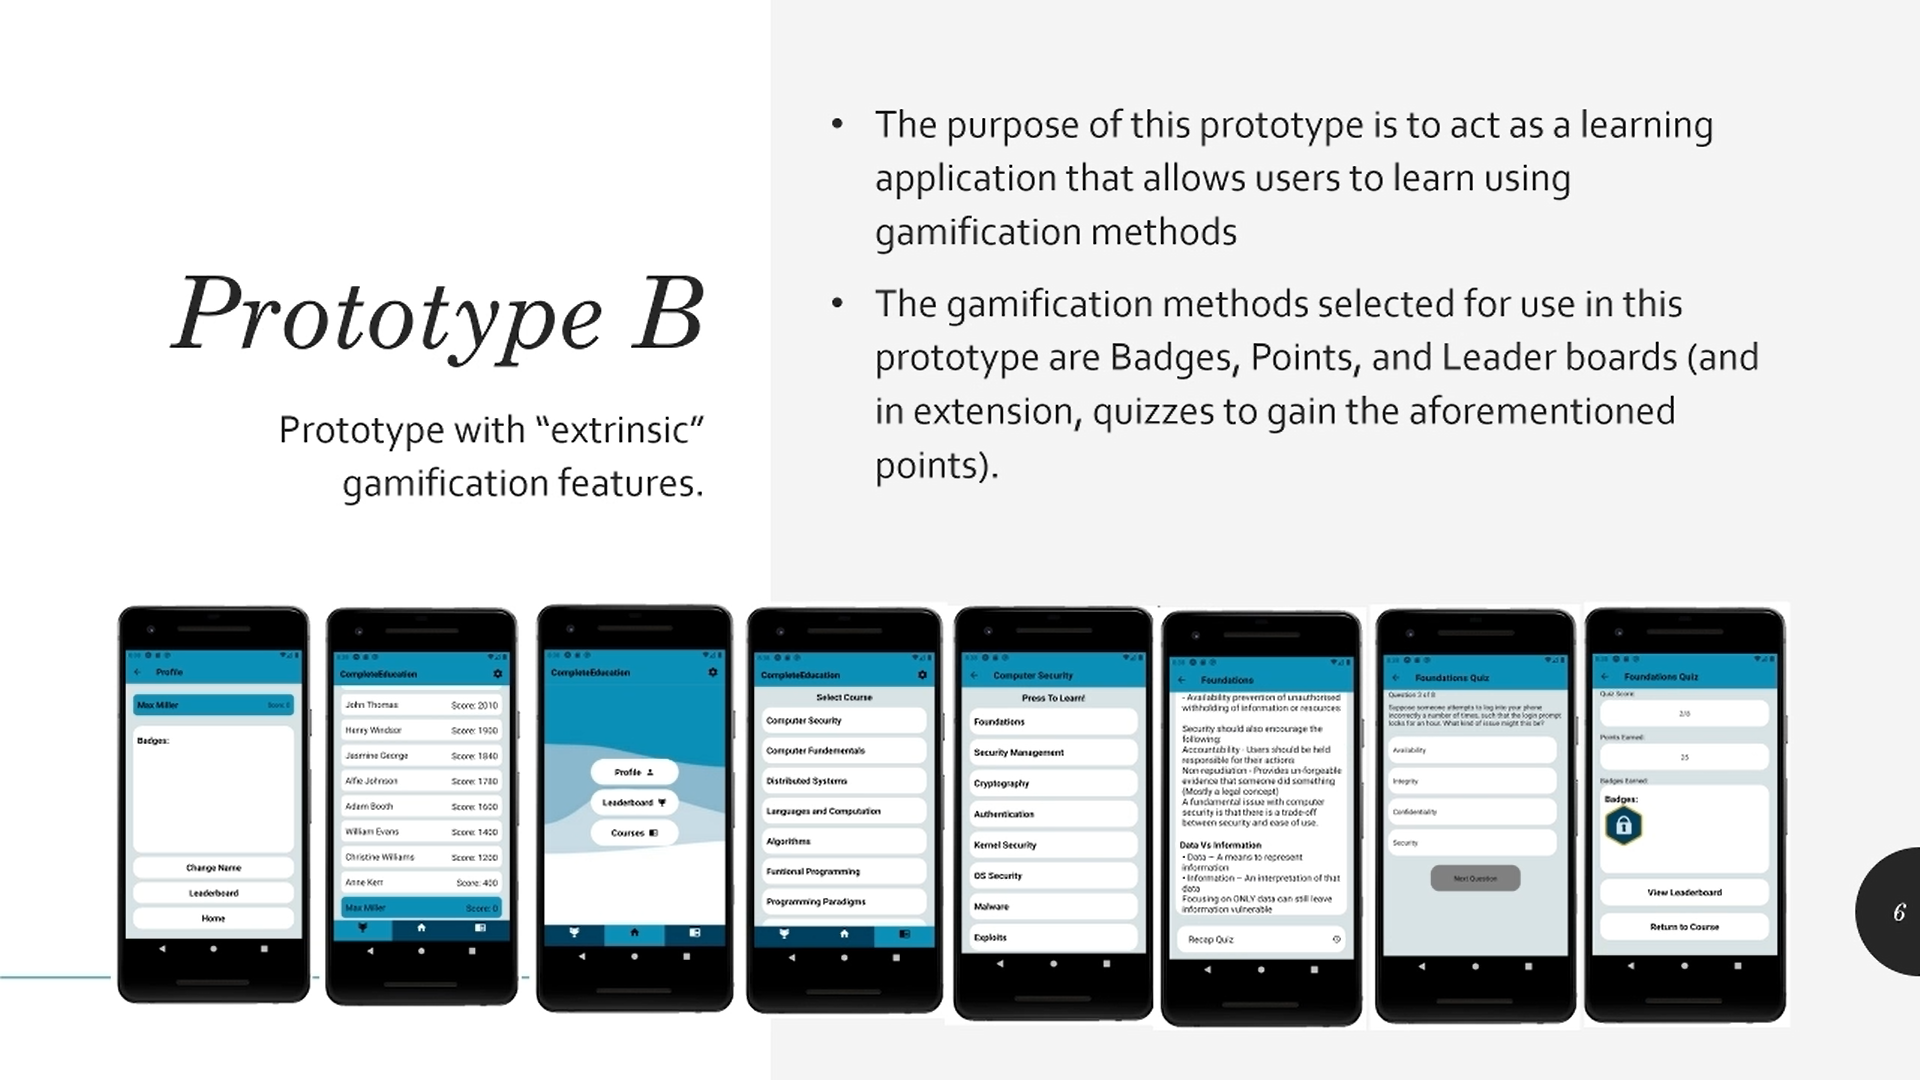 Prototype B
Prototype with “extrinsic”
gamification features.
• The purpose of this prototype is to act as a learning
application that allows users to learn using
gamification methods
• The gamification methods selected for use in this
prototype are Badges, Points, and Leader boards (and
in extension, quizzes to gain the aforementioned
points).
Profile
Max Miller Score: 0
Badges:
Change Name
Leaderboard
Home
CompleteEducation
John Thomas Score: 2010
Henry Windsor Score: 1900
Jasmine George Score: 1840
Alfie Johnson Score: 1780
Adam Booth Score: 1600
William Evans Score: 1400
Christine Williams Score: 1200
Anne Kerr Score: 400
Max Miller Score: 0
CompleteEducation
Profile
Leaderboard
Courses
CompleteEducation
Select Course
Computer Security
Computer Fundementals
Distributed Systems
Languages and Computation
Algorithms
Funtional Programming
Programming Paradigms
Computer Security
Press To Learn!
Foundations
Security Management
Cryptography
Authentication
Kernel Security
OS Security
Malware
Exploits
Foundations
- Availability prevention of unauthorised
withholding of information or resources
Security should also encourage the
following:
Accountability - Users should be held
responsible for their actions
Non-repudiation - Provides un-forgeable
evidence that someone did something
(Mostly a legal concept)
A fundamental issue with computer
security is that there is a trade-off
between security and ease of use.
Data Vs Information
• Data – A means to represent
information
• Information – An interpretation of that
data
Focusing on ONLY data can still leave
information vulnerable
Recap Quiz
Foundations Quiz
Question 3 of 8
Suppose someone attempts to log into your phone
incorrectly a number of times, such that the login prompt
locks for an hour. What kind of issue might this be?
Availability
Integrity
Confidentiality
Security
Next Question
Foundations Quiz
Quiz Score:
2/8
Points Earned:
25
Badges Earned:
Badges:
View Leaderboard
Return to Course
6